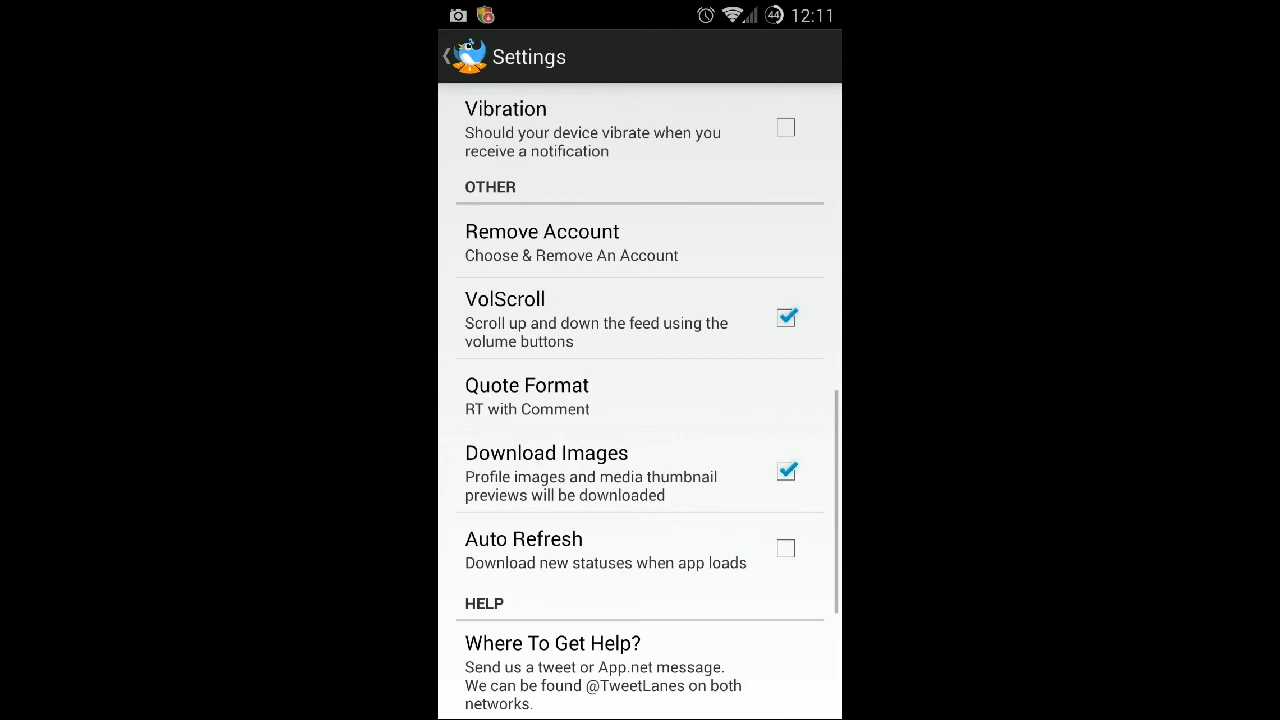 44 12:11
Settings
Vibration
Should your device vibrate when you
receive a notification
OTHER
Remove Account
Choose & Remove An Account
VolScroll
Scroll up and down the feed using the
volume buttons
Quote Format
RT with Comment
Download Images
Profile images and media thumbnail
previews will be downloaded
Auto Refresh
Download new statuses when app loads
HELP
Where To Get Help?
Send us a tweet or App.net message.
We can be found @TweetLanes on both
networks.